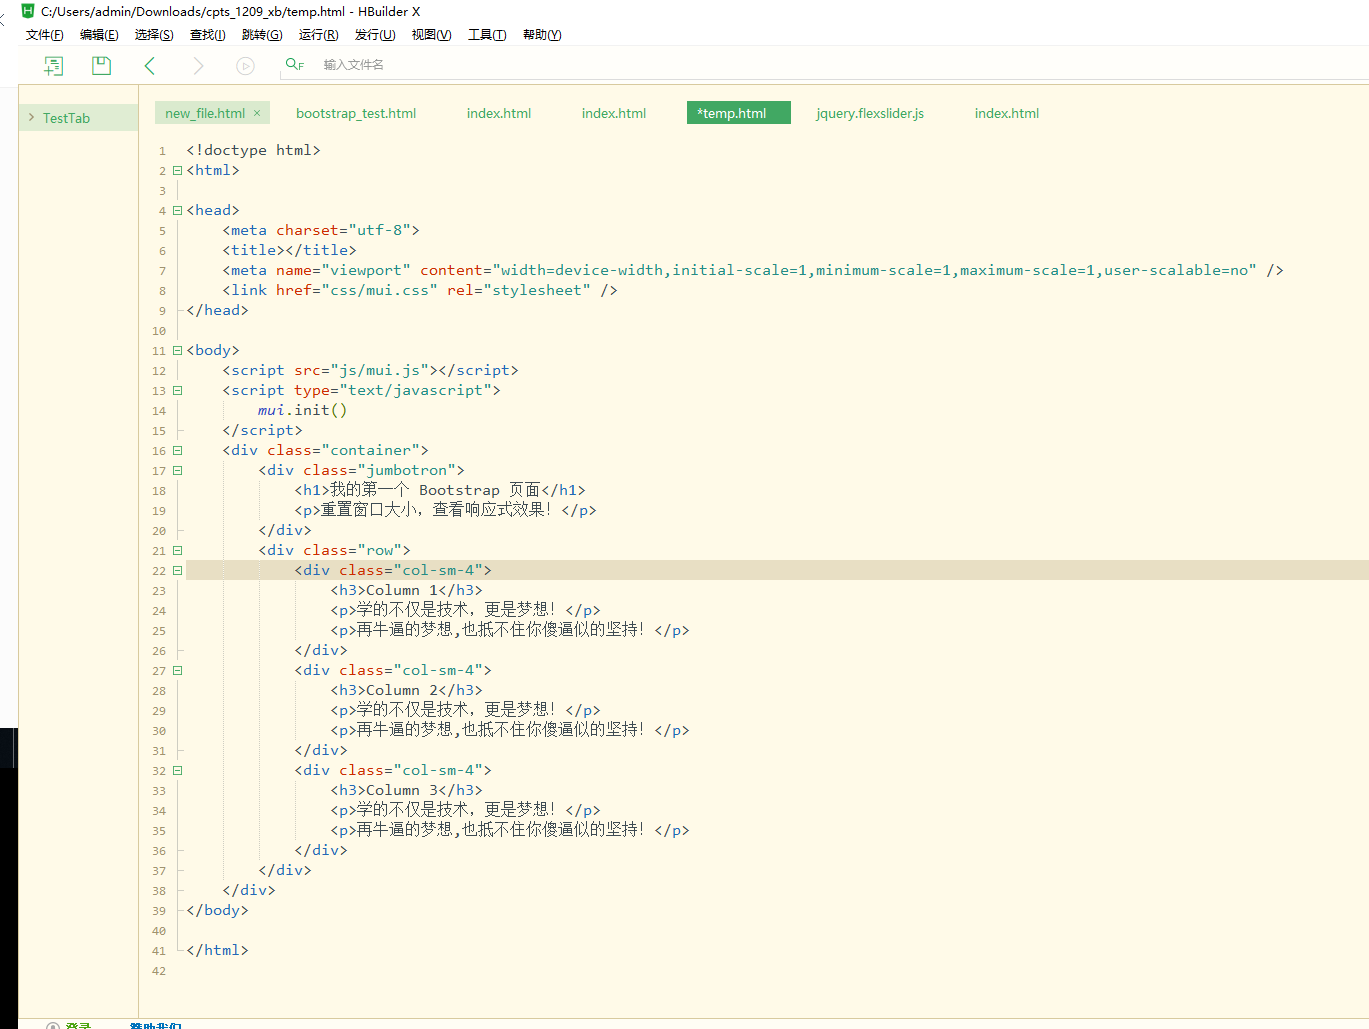 C:/Users/admin/Downloads/cpts_1209_xb/temp.html - HBuilder X
文件(F) 编辑(E) 选择(S) 查找(I) 跳转(G) 运行(R) 发行(U) 视图(V) 工具(T) 帮助(Y)
输入文件名
TestTab
new_file.html × bootstrap_test.html index.html index.html *temp.html jquery.flexslider.js index.html
1 <!doctype html>
2 <html>
3
4 <head>
5 <meta charset="utf-8">
6 <title></title>
7 <meta name="viewport" content="width=device-width,initial-scale=1,minimum-scale=1,maximum-scale=1,user-scalable=no" />
8 <link href="css/mui.css" rel="stylesheet" />
9 </head>
10
11 <body>
12 <script src="js/mui.js"></script>
13 <script type="text/javascript">
14 mui.init()
15 </script>
16 <div class="container">
17 <div class="jumbotron">
18 <h1>我的第一个 Bootstrap 页面</h1>
19 <p>重置窗口大小，查看响应式效果！</p>
20 </div>
21 <div class="row">
22 <div class="col-sm-4">
23 <h3>Column 1</h3>
24 <p>学的不仅是技术，更是梦想！</p>
25 <p>再牛逼的梦想,也抵不住你傻逼似的坚持！</p>
26 </div>
27 <div class="col-sm-4">
28 <h3>Column 2</h3>
29 <p>学的不仅是技术，更是梦想！</p>
30 <p>再牛逼的梦想,也抵不住你傻逼似的坚持！</p>
31 </div>
32 <div class="col-sm-4">
33 <h3>Column 3</h3>
34 <p>学的不仅是技术，更是梦想！</p>
35 <p>再牛逼的梦想,也抵不住你傻逼似的坚持！</p>
36 </div>
37 </div>
38 </div>
39 </body>
40
41 </html>
42
登录 赞助我们